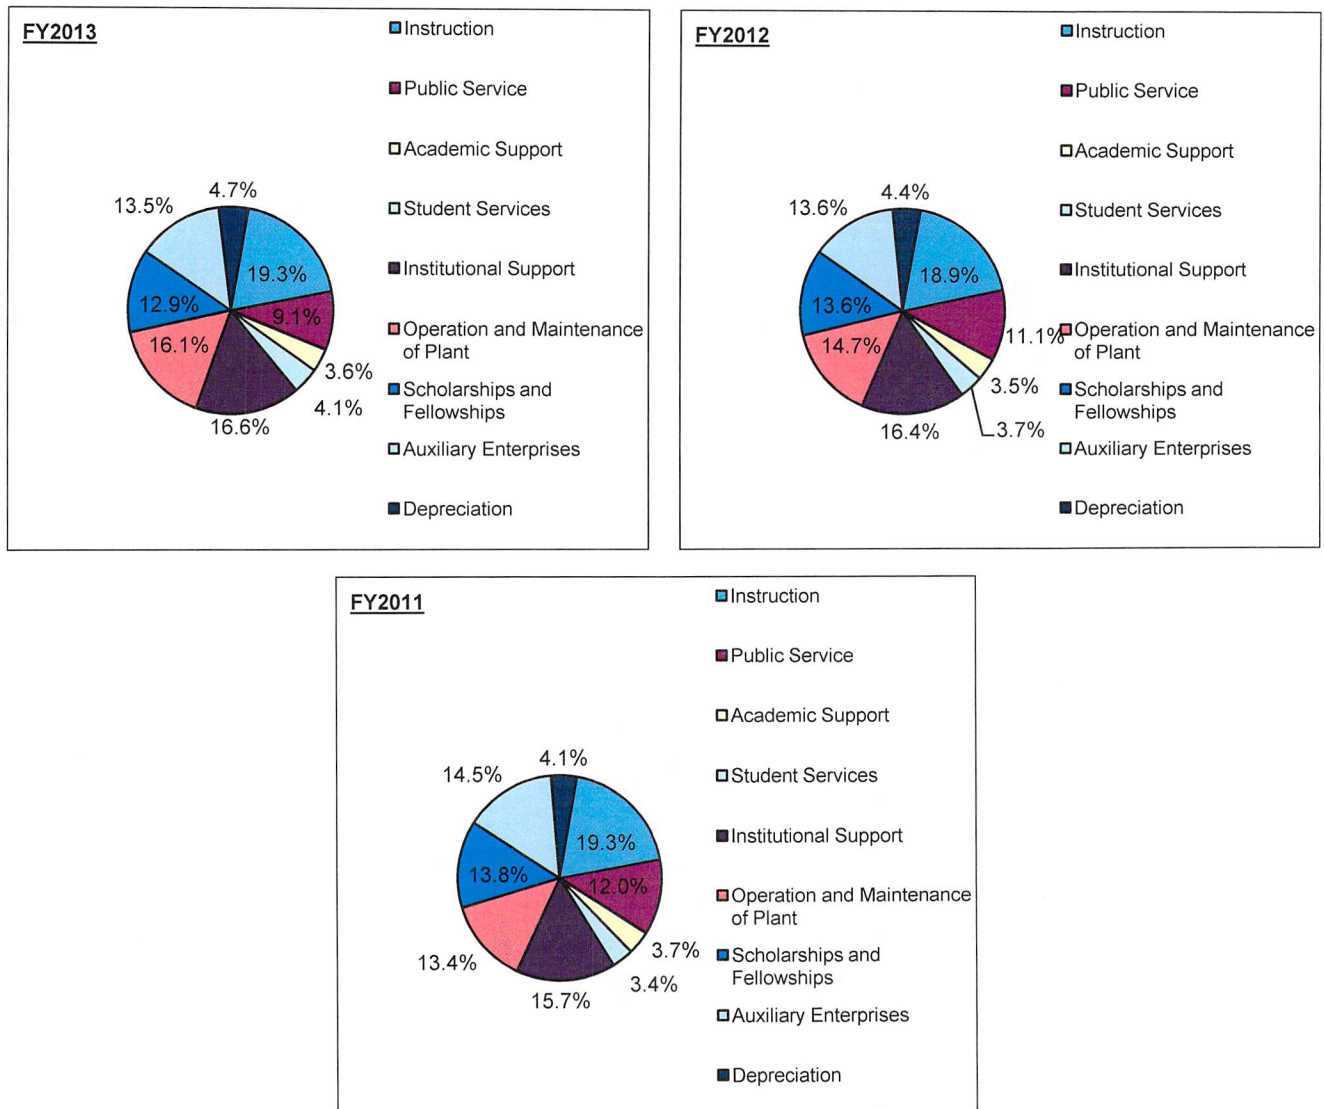 FY2013
Instruction
Public Service
Academic Support
Student Services
Institutional Support
Operation and Maintenance
of Plant
Scholarships and
Fellowships
Auxiliary Enterprises
Depreciation
4.7%
13.5%
19.3%
12.9%
9.1%
16.1%
3.6%
4.1%
16.6%
FY2012
Instruction
Public Service
Academic Support
Student Services
Institutional Support
Operation and Maintenance
of Plant
Scholarships and
Fellowships
Auxiliary Enterprises
Depreciation
4.4%
13.6%
18.9%
13.6%
11.1%
14.7%
3.5%
3.7%
16.4%
FY2011
Instruction
Public Service
Academic Support
Student Services
Institutional Support
Operation and Maintenance
of Plant
Scholarships and
Fellowships
Auxiliary Enterprises
Depreciation
4.1%
14.5%
19.3%
13.8%
12.0%
3.7%
13.4%
3.4%
15.7%